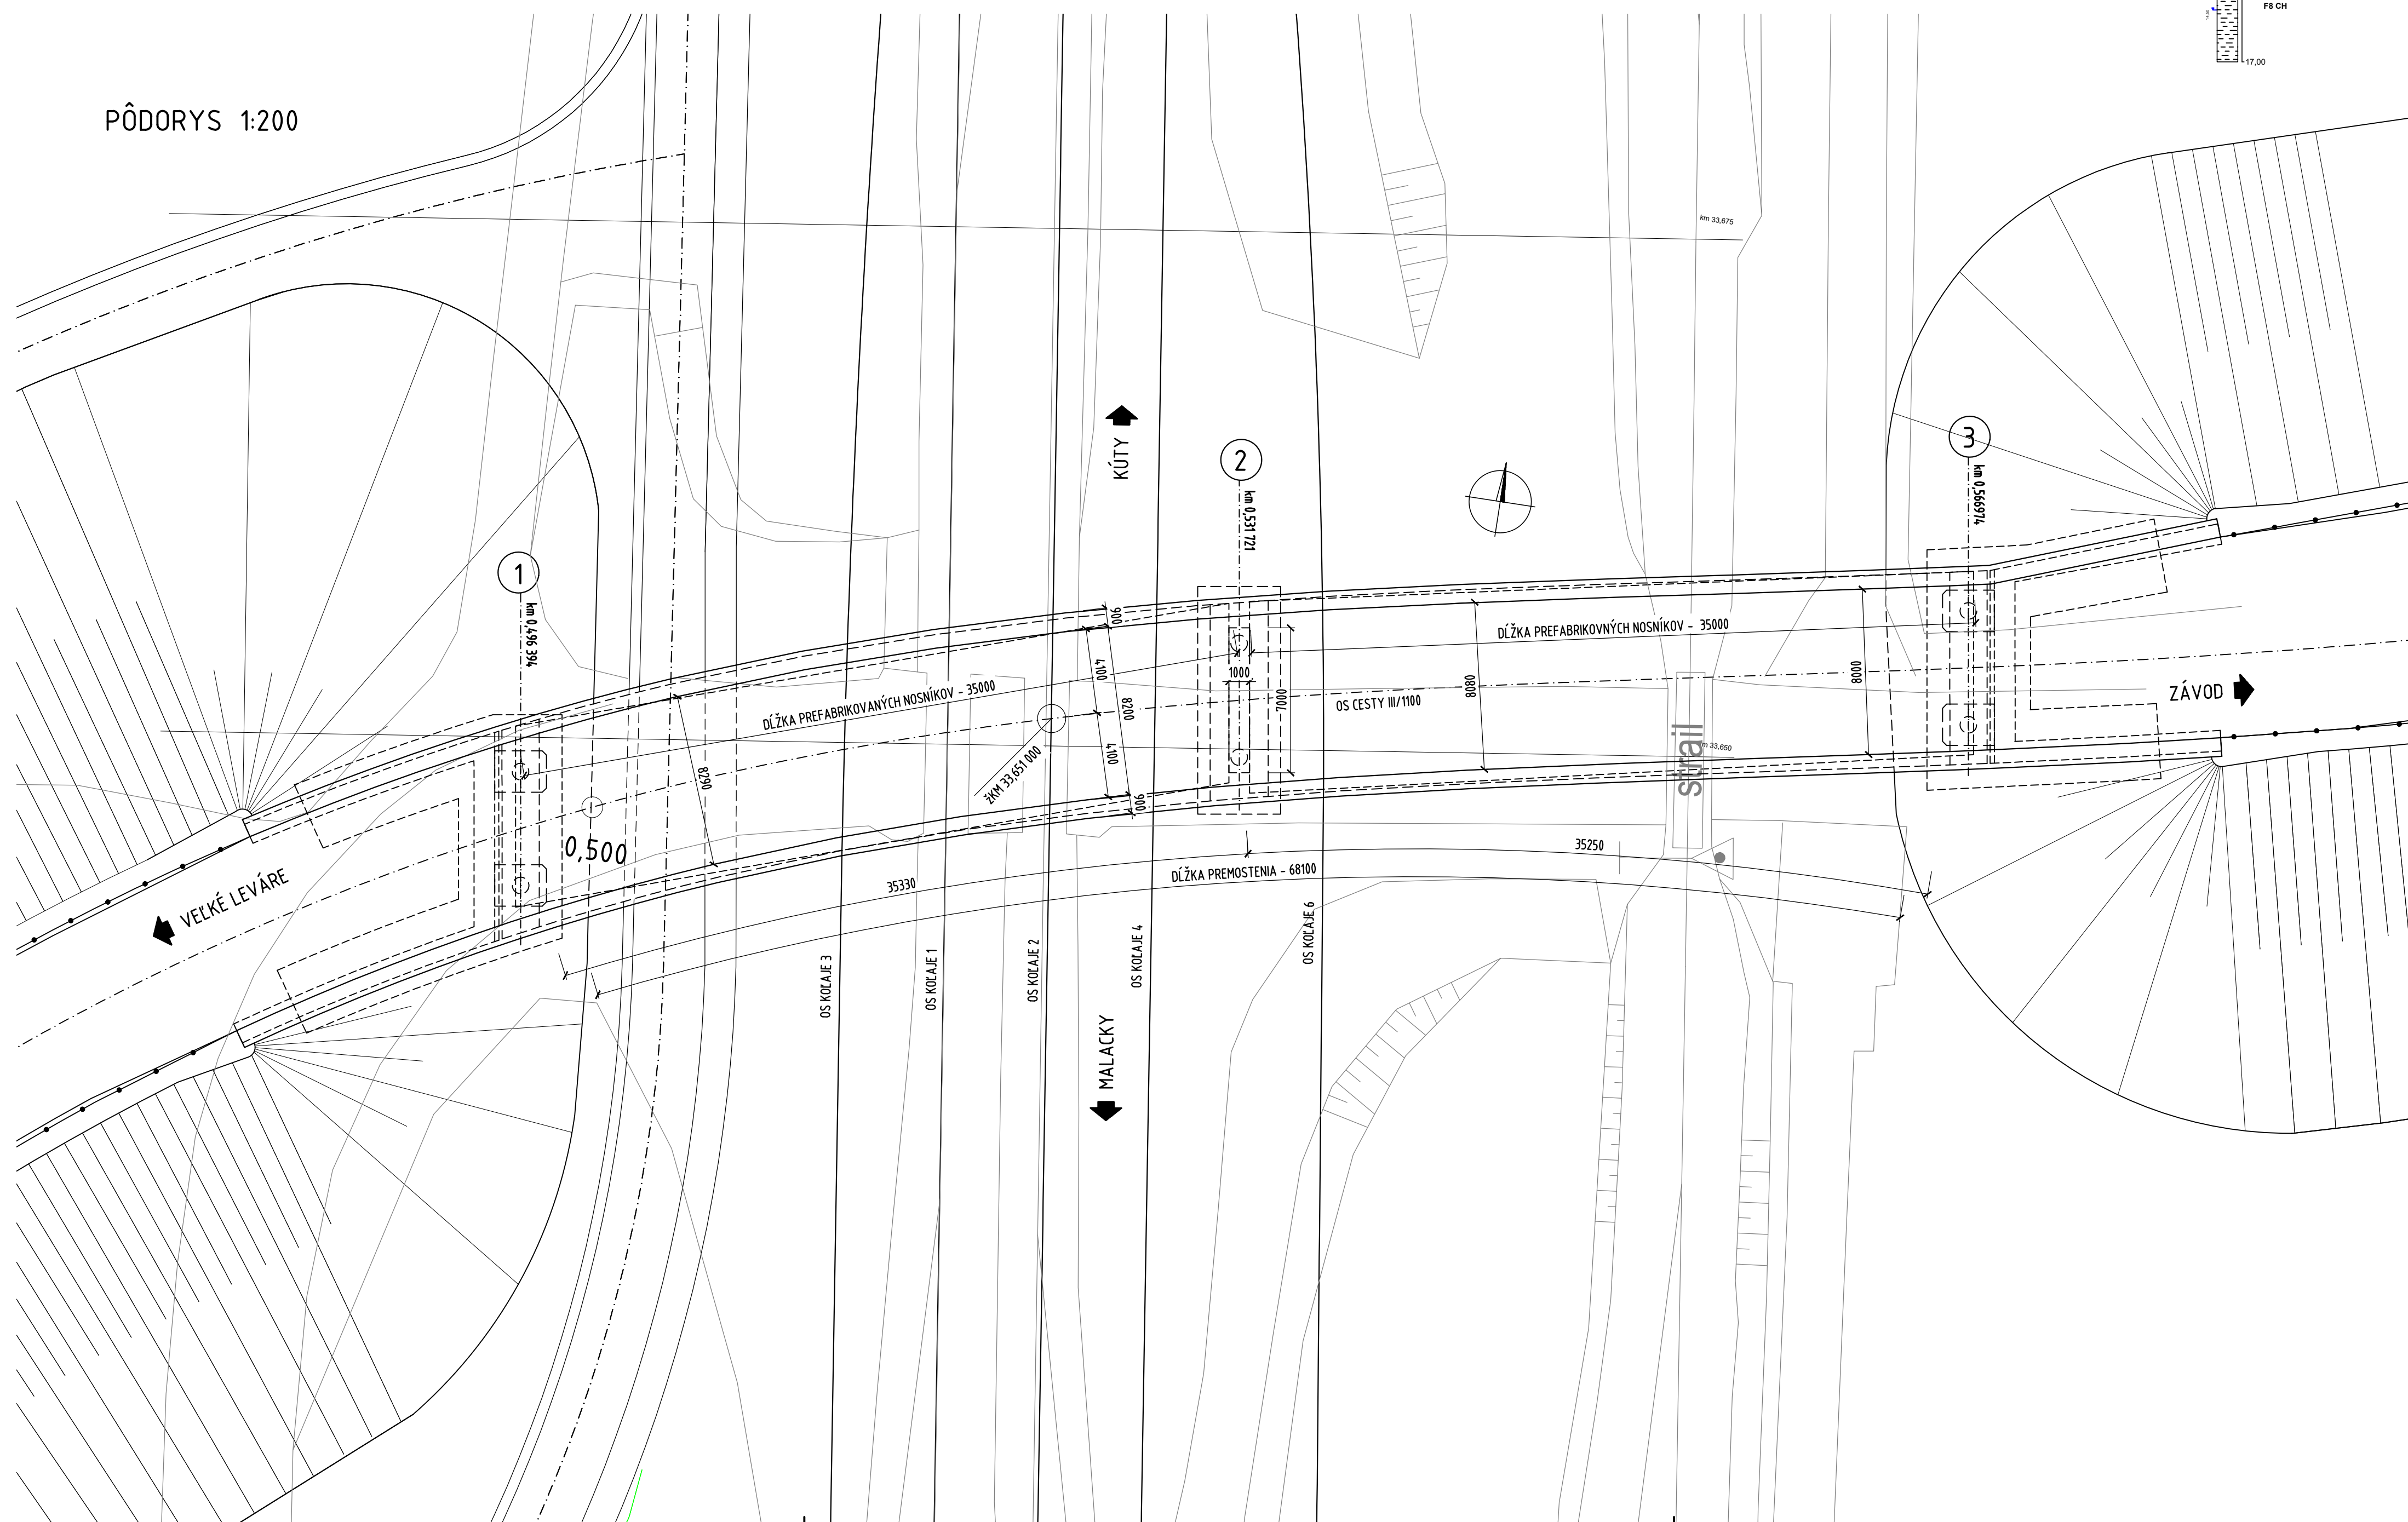 F8 CH
17,00
PÔDORYS 1:200
km 33,675
KÚTY
2
3
km 0,566974
km 0,531 721
1
km 0,496 394
900
DĹŽKA PREFABRIKOVNÝCH NOSNÍKOV - 35000
4100
1000
8000
8080
7000
DĹŽKA PREFABRIKOVANÝCH NOSNÍKOV - 35000
8200
OS CESTY III/1100
ZÁVOD
4100
strail
m 33,650
8290
žKM 33,651 000
900
0,500
35250
DĹŽKA PREMOSTENIA - 68100
35330
VEĽKÉ LEVÁRE
OS KOĽAJE 3
OS KOĽAJE 1
OS KOĽAJE 2
OS KOĽAJE 4
OS KOĽAJE 6
MALACKY